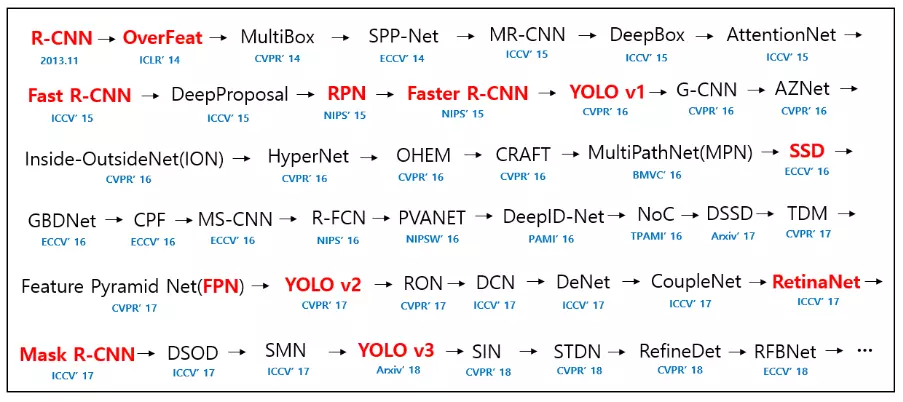 R-CNN → OverFeat → MultiBox → SPP-Net → MR-CNN → DeepBox → AttentionNet →
2013.11 ICLR' 14 CVPR' 14 ECCV' 14 ICCV' 15 ICCV' 15 ICCV' 15
Fast R-CNN → DeepProposal → RPN → Faster R-CNN → YOLO v1 → G-CNN → AZNet →
ICCV' 15 ICCV' 15 NIPS' 15 NIPS' 15 CVPR' 16 CVPR' 16 CVPR' 16
Inside-OutsideNet(ION) → HyperNet → OHEM → CRAFT → MultiPathNet(MPN) → SSD →
CVPR' 16 CVPR' 16 CVPR' 16 CVPR' 16 BMVC' 16 ECCV' 16
GBDNet → CPF → MS-CNN → R-FCN → PVANET → DeepID-Net → NoC → DSSD → TDM →
ECCV' 16 ECCV' 16 ECCV' 16 NIPS' 16 NIPSW' 16 PAMI' 16 TPAMI' 16 Arxiv' 17 CVPR' 17
Feature Pyramid Net(FPN) → YOLO v2 → RON → DCN → DeNet → CoupleNet → RetinaNet →
CVPR' 17 CVPR' 17 CVPR' 17 ICCV' 17 ICCV' 17 ICCV' 17 ICCV' 17
Mask R-CNN → DSOD → SMN → YOLO v3 → SIN → STDN → RefineDet → RFBNet → ⋯
ICCV' 17 ICCV' 17 ICCV' 17 Arxiv' 18 CVPR' 18 CVPR' 18 CVPR' 18 ECCV' 18